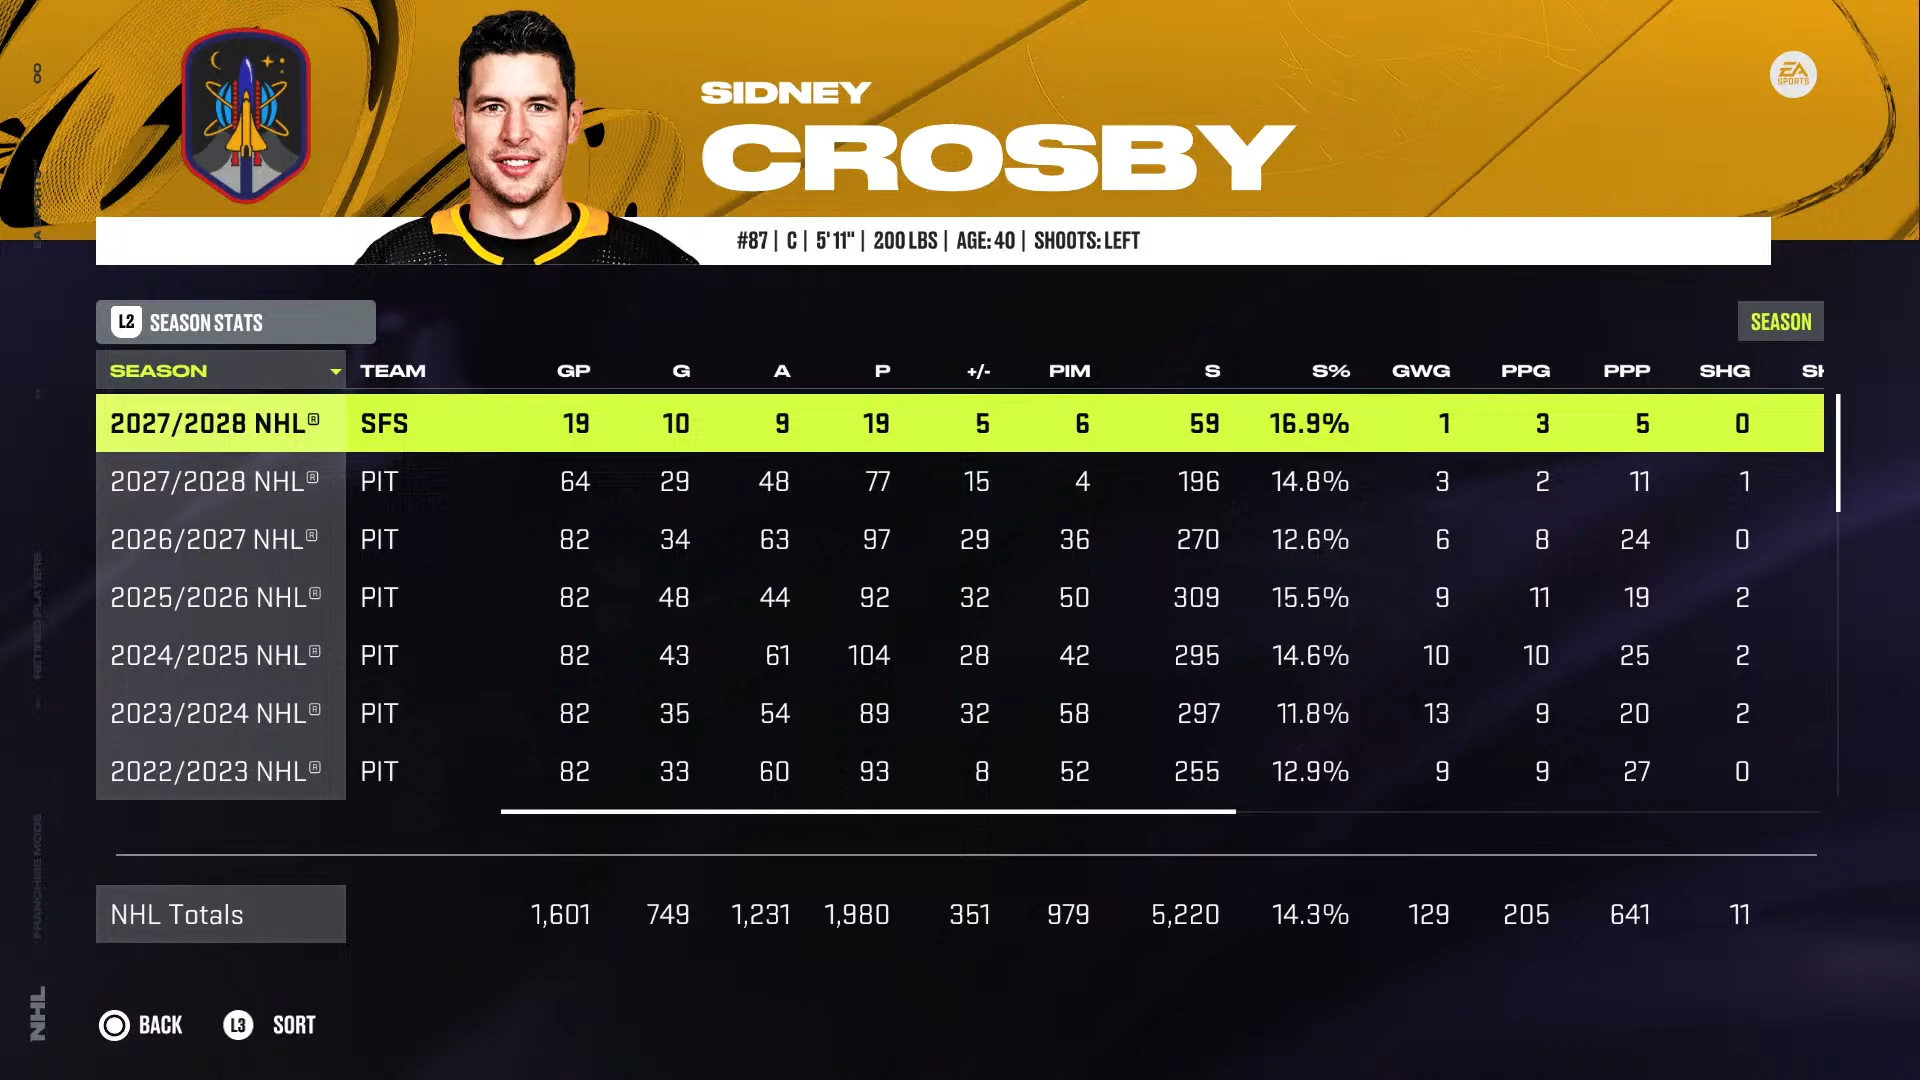 SIDNEY
CROSBY
EA SPORTS
#87 | C | 5'11" | 200 LBS | AGE: 40 | SHOOTS: LEFT
L2 SEASON STATS
SEASON
SEASON TEAM GP G A P +/- PIM S S% GWG PPG PPP SHG
2027/2028 NHL® SFS 19 10 9 19 5 6 59 16.9% 1 3 5 0
2027/2028 NHL® PIT 64 29 48 77 15 4 196 14.8% 3 2 11 1
2026/2027 NHL® PIT 82 34 63 97 29 36 270 12.6% 6 8 24 0
2025/2026 NHL® PIT 82 48 44 92 32 50 309 15.5% 9 11 19 2
2024/2025 NHL® PIT 82 43 61 104 28 42 295 14.6% 10 10 25 2
2023/2024 NHL® PIT 82 35 54 89 32 58 297 11.8% 13 9 20 2
2022/2023 NHL® PIT 82 33 60 93 8 52 255 12.9% 9 9 27 0
NHL Totals 1,601 749 1,231 1,980 351 979 5,220 14.3% 129 205 641 11
BACK L3 SORT
NHL
FRANCHISE MODE
RETIRED PLAYERS